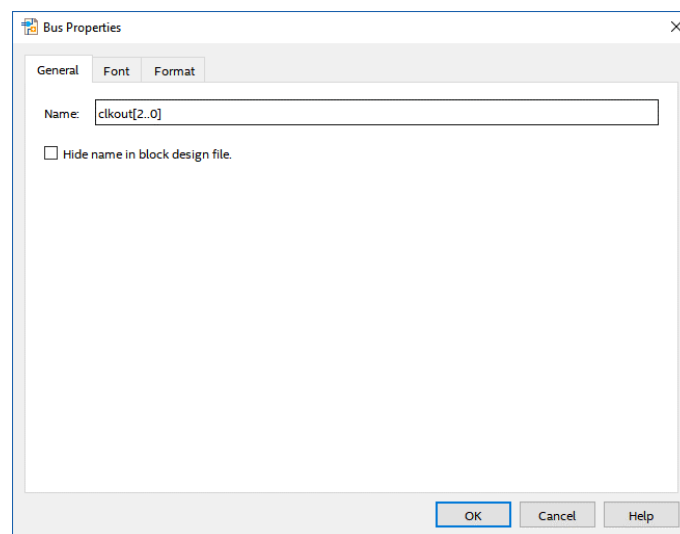 Bus Properties
General Font Format
Name: clkout[2..0]
Hide name in block design file.
OK Cancel Help